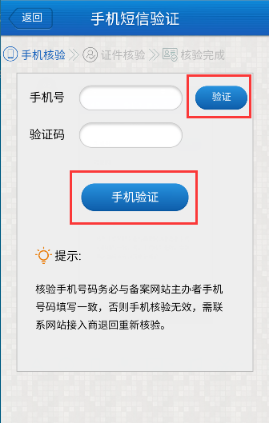 返回 手机短信验证
手机核验 证件核验 核验完成
手机号 验证
验证码
手机验证
提示:
核验手机号码务必与备案网站主办者手机
号码填写一致，否则手机核验无效，需联
系网站接入商退回重新核验。